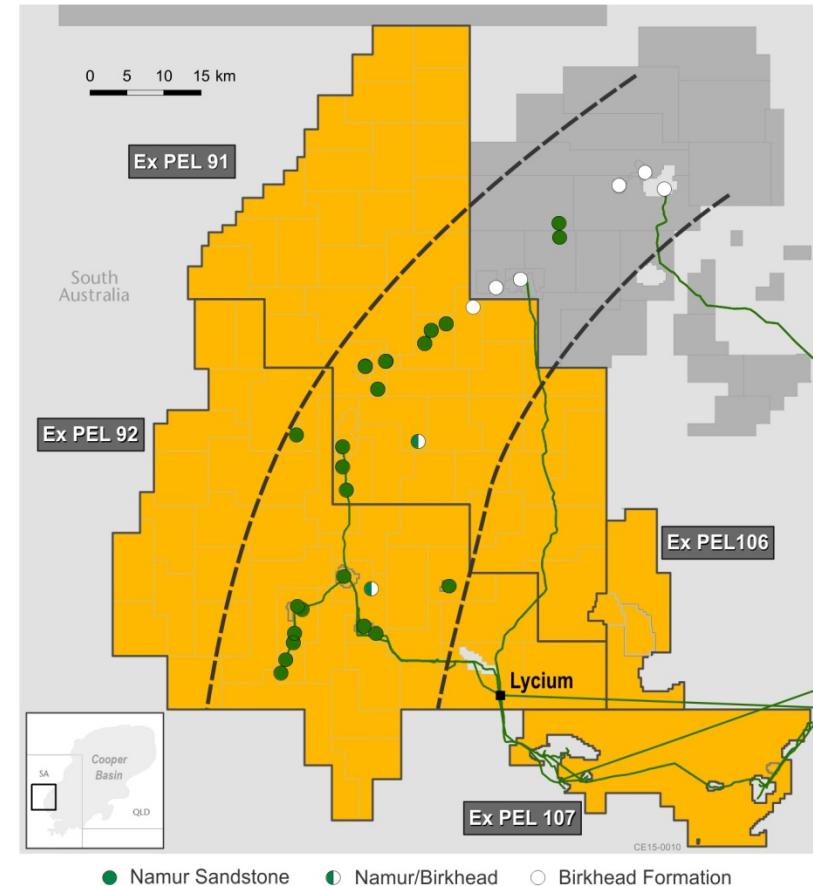 0 5 10 15 km
Ex PEL 91
South
Australia
Ex PEL 92
Ex PEL106
Lycium
Cooper
Basin
SA
QLD
Ex PEL 107
CE15-0010
Namur Sandstone Namur/Birkhead Birkhead Formation